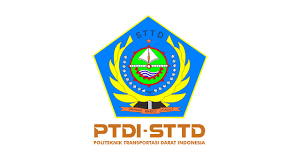 STTD
PTDI-STTD
POLITEKNIK TRANSPORTASI DARAT INDONESIA